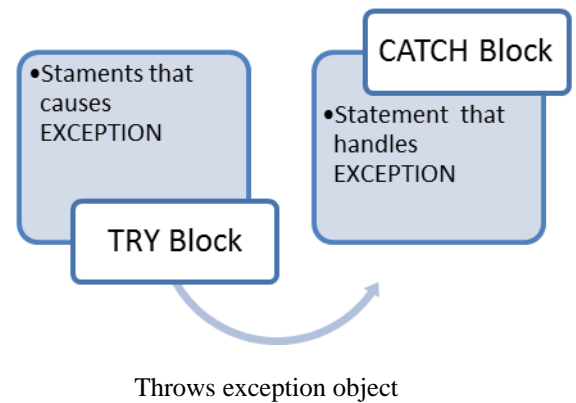 •Staments that
causes
EXCEPTION
TRY Block
CATCH Block
•Statement that
handles
EXCEPTION
Throws exception object